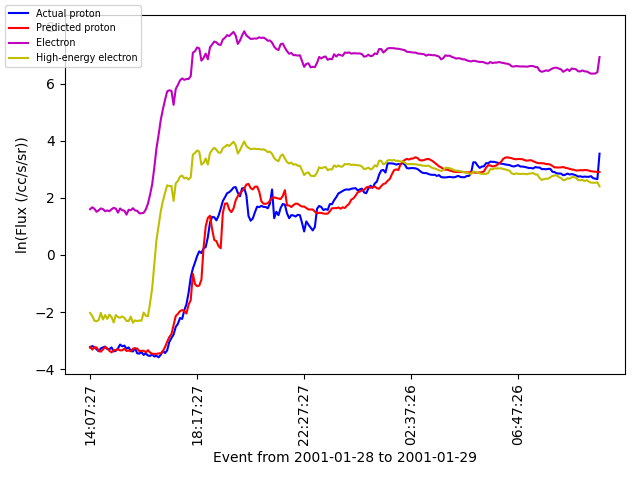 Actual proton
Predicted proton
Electron
High-energy electron
ln(Flux (/cc/s/sr))
6
4
2
0
−2
−4
14:07:27
18:17:27
22:27:27
02:37:26
06:47:26
Event from 2001-01-28 to 2001-01-29